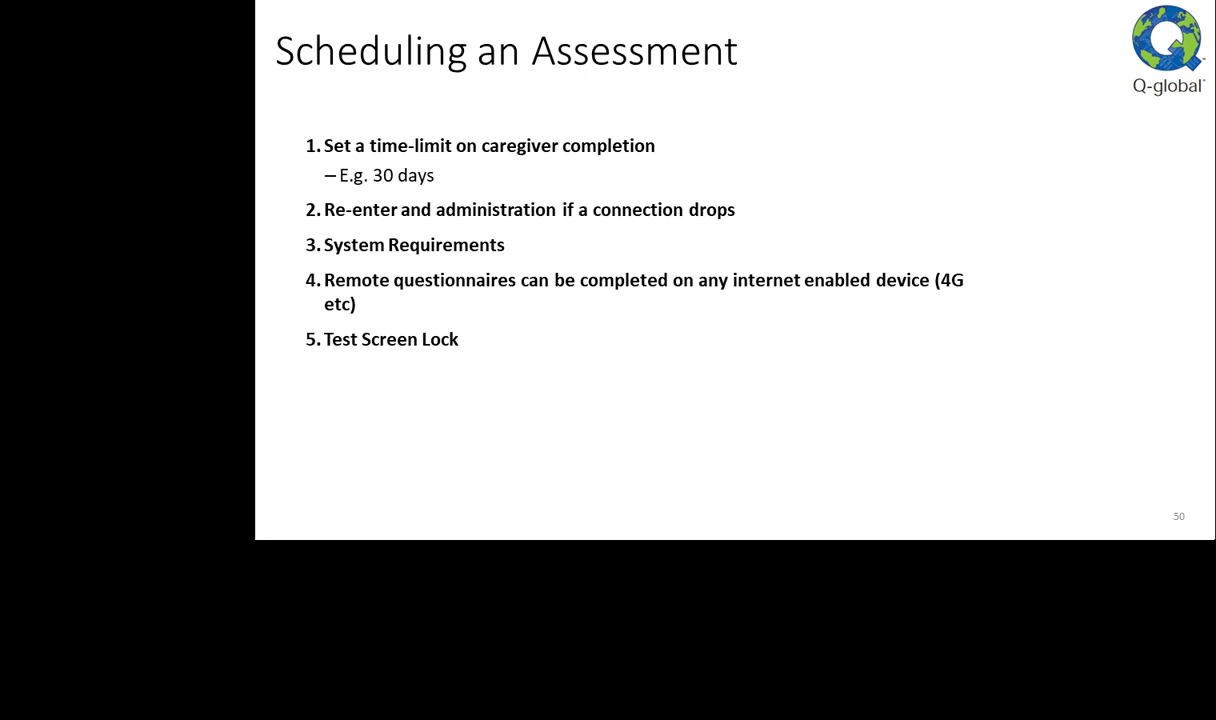 Scheduling an Assessment
Q-global
1. Set a time-limit on caregiver completion
– E.g. 30 days
2. Re-enter and administration if a connection drops
3. System Requirements
4. Remote questionnaires can be completed on any internet enabled device (4G
etc)
5. Test Screen Lock
50